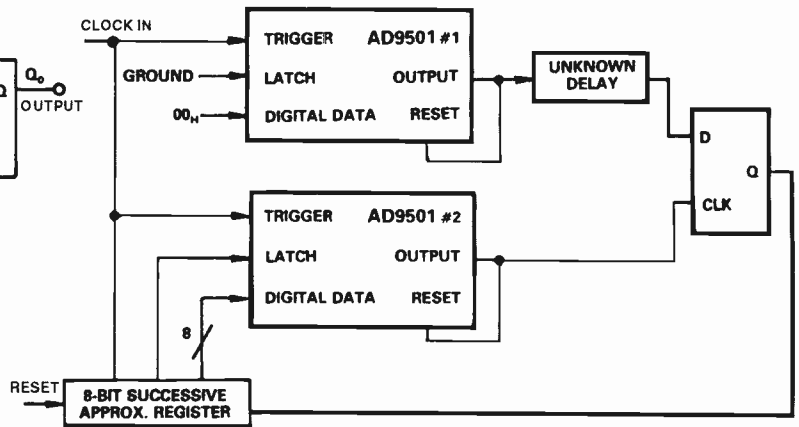 CLOCK IN
TRIGGER AD9501 #1
GROUND LATCH OUTPUT
00H DIGITAL DATA RESET
UNKNOWN
DELAY
Q Q0
OUTPUT
D
Q
CLK
TRIGGER AD9501 #2
LATCH OUTPUT
DIGITAL DATA RESET
8
RESET
8-BIT SUCCESSIVE
APPROX. REGISTER